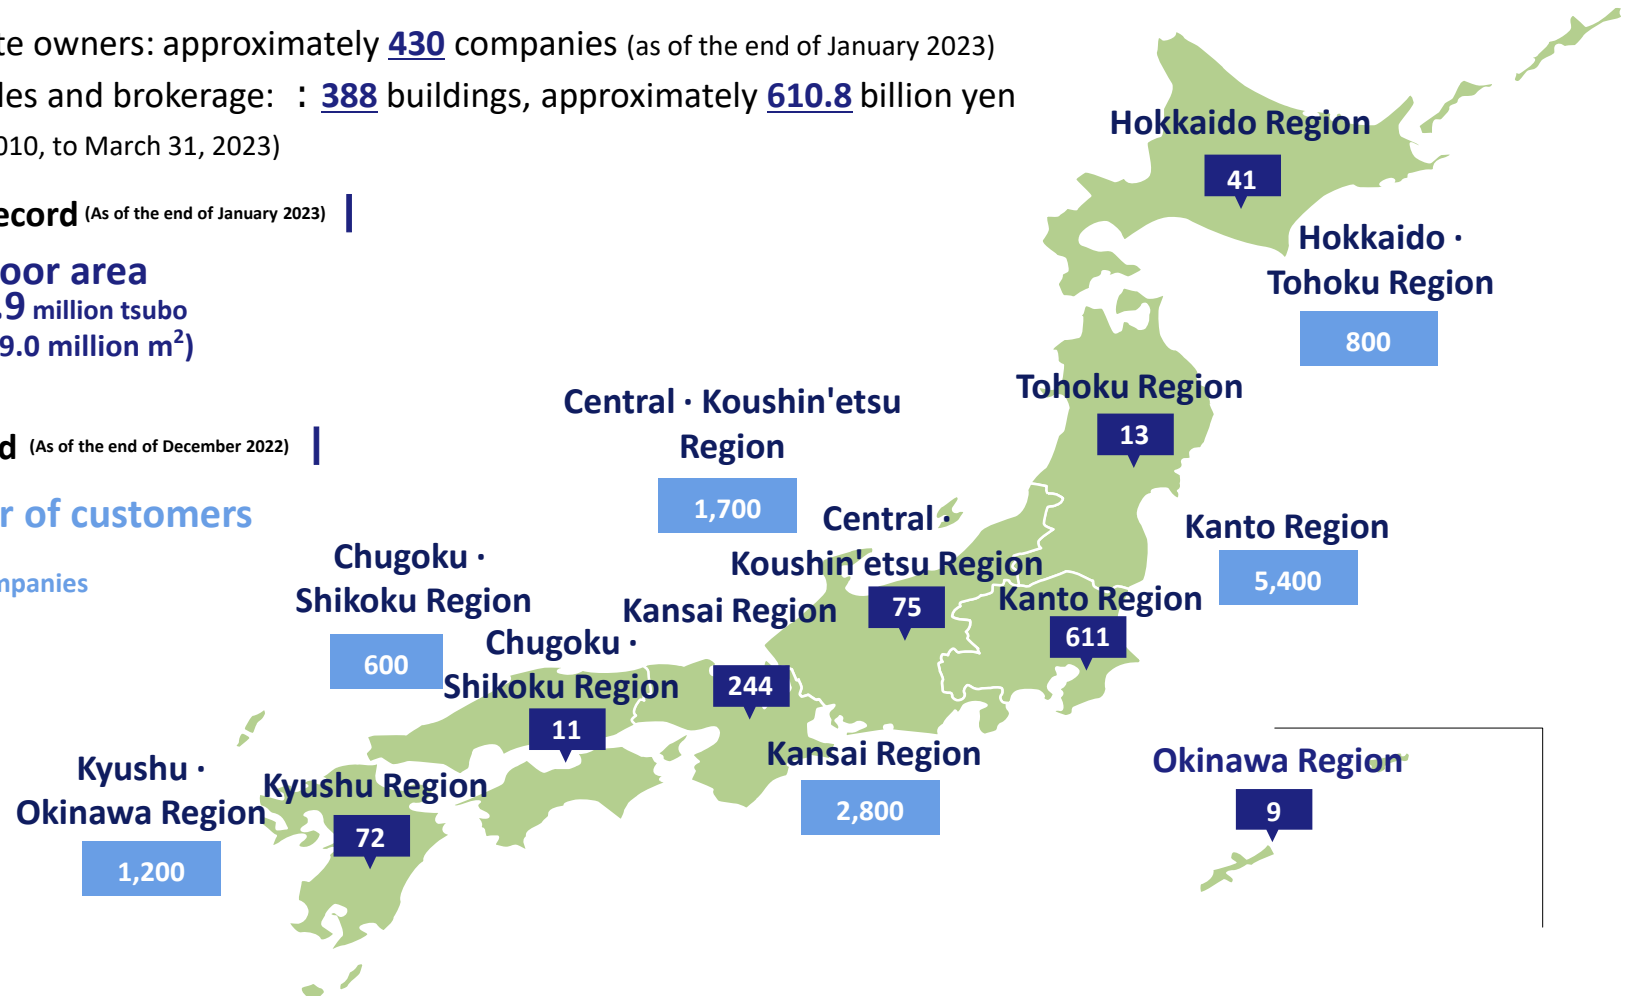 te owners: approximately 430 companies (as of the end of January 2023)
les and brokerage: : 388 buildings, approximately 610.8 billion yen
010, to March 31, 2023)
ecord (As of the end of January 2023)
oor area
.9 million tsubo
9.0 million m²)
d (As of the end of December 2022)
r of customers
mpanies
Hokkaido Region
41
Hokkaido ·
Tohoku Region
800
Tohoku Region
13
Central · Koushin'etsu
Region
1,700
Central ·
Koushin'etsu Region
75
Kanto Region
5,400
Kanto Region
611
Chugoku ·
Shikoku Region
600
Kansai Region
244
Chugoku ·
Shikoku Region
11
Kansai Region
2,800
Kyushu ·
Okinawa Region
1,200
Kyushu Region
72
Okinawa Region
9